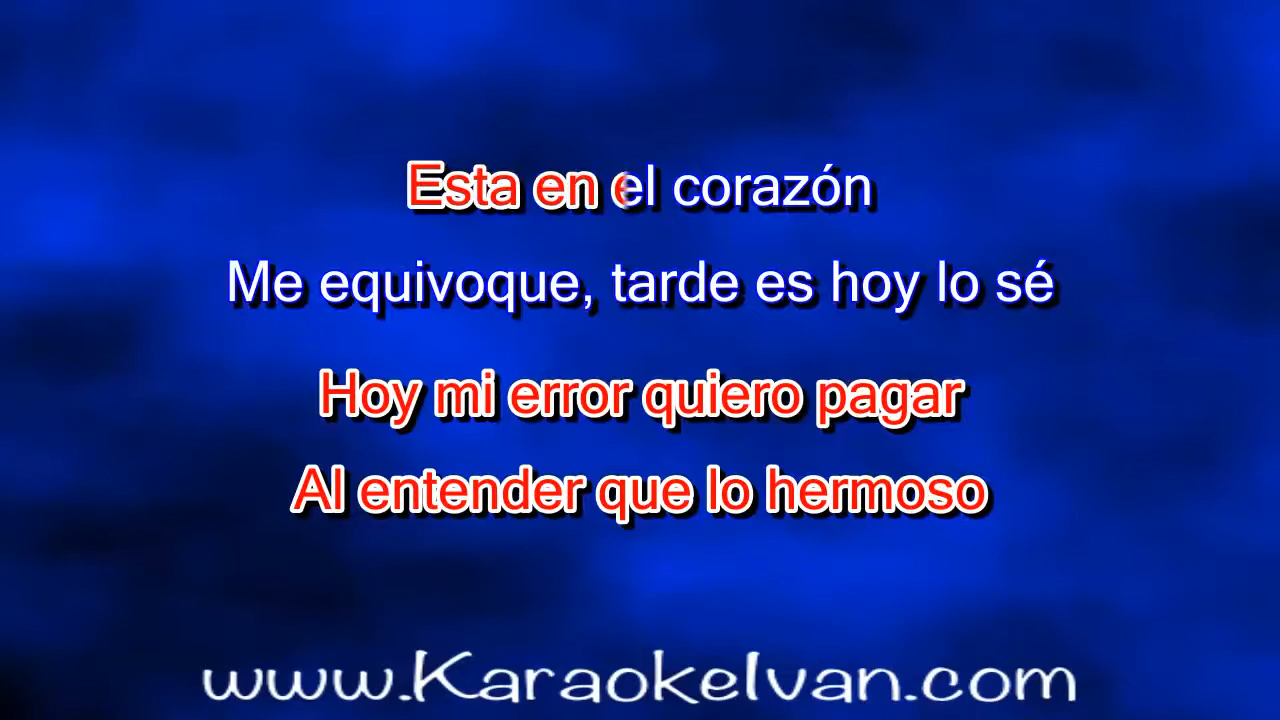 Esta en el corazón
Me equivoque, tarde es hoy lo sé
Hoy mi error quiero pagar
Al entender que lo hermoso
www.KaraokeIvan.com